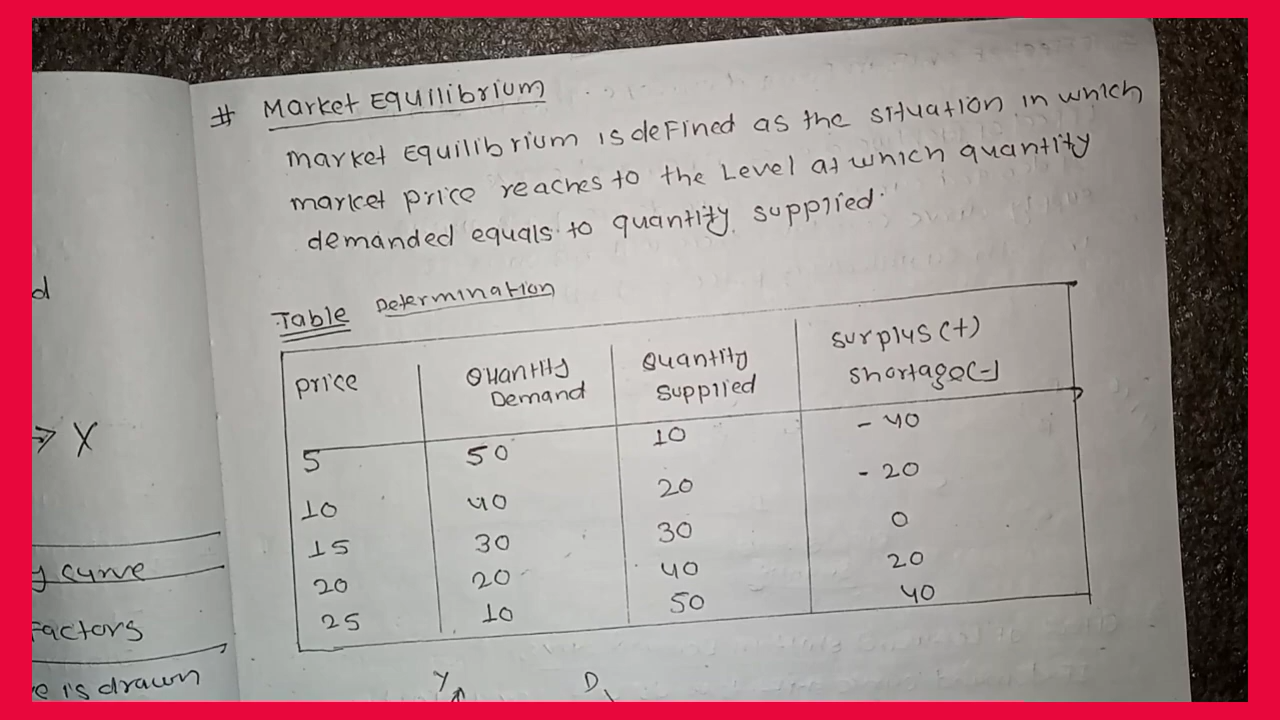 # Market Equilibrium
market Equilibrium is defined as the situation in which
market price reaches to the Level at which quantity
demanded equals to quantity supplied.
Table Determination
price | Quantity Demand | Quantity Supplied | surplus (+) shortage (-)
5 50 10 - 40
10 40 20 - 20
15 30 30 0
20 20 40 20
25 10 50 40
Y D
d
→ X
y curve
Factors
e is drawn